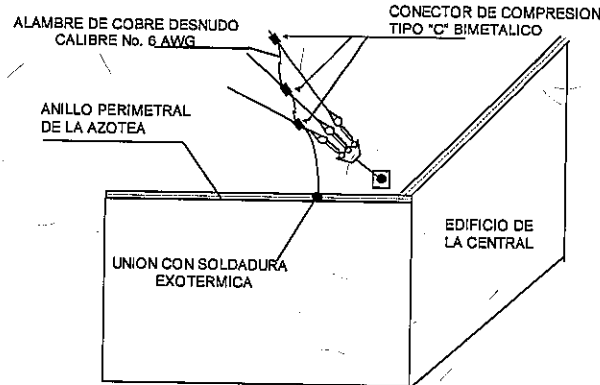 ALAMBRE DE COBRE DESNUDO
CALIBRE No. 6 AWG
CONECTOR DE COMPRESION
TIPO "C" BIMETALICO
ANILLO PERIMETRAL
DE LA AZOTEA
EDIFICIO DE
LA CENTRAL
UNION CON SOLDADURA
EXOTERMICA